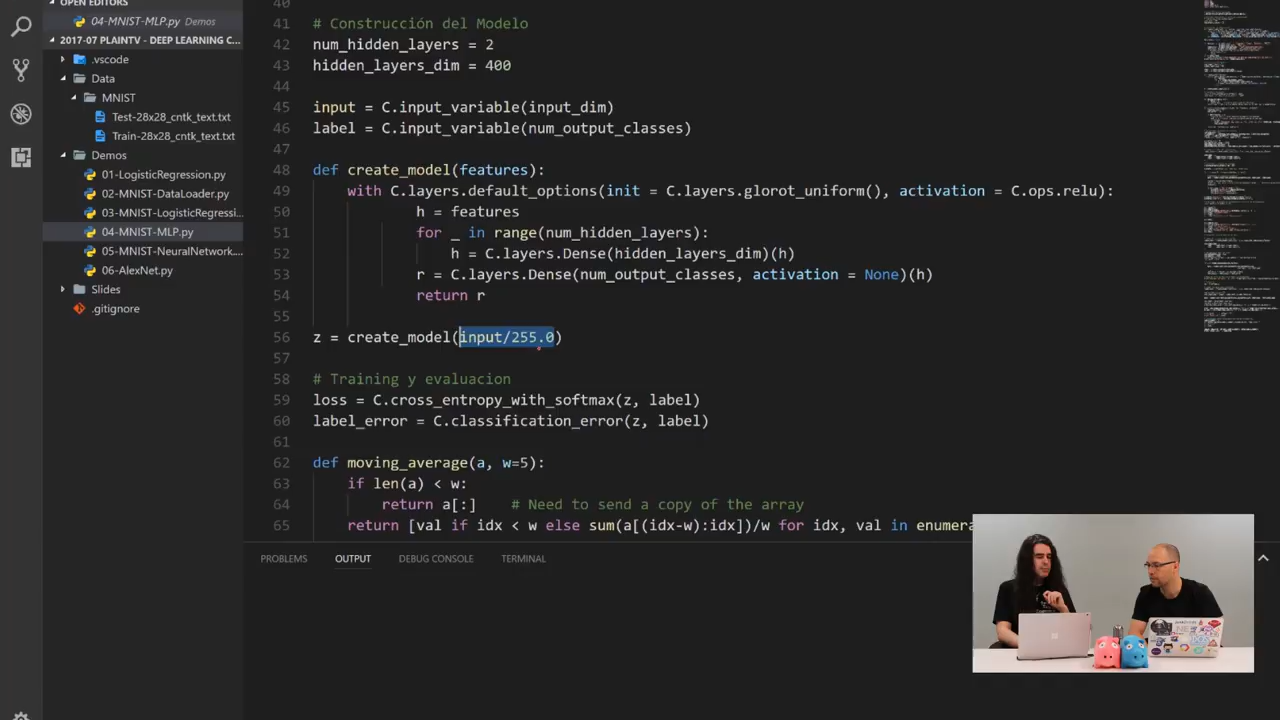 OPEN EDITORS
04-MNIST-MLP.py Demos
2017-07 PLAINTV - DEEP LEARNING C...
.vscode
Data
MNIST
Test-28x28_cntk_text.txt
Train-28x28_cntk_text.txt
Demos
01-LogisticRegression.py
02-MNIST-DataLoader.py
03-MNIST-LogisticRegressi...
04-MNIST-MLP.py
05-MNIST-NeuralNetwork....
06-AlexNet.py
Slides
.gitignore
40
41 # Construcción del Modelo
42 num_hidden_layers = 2
43 hidden_layers_dim = 400
44
45 input = C.input_variable(input_dim)
46 label = C.input_variable(num_output_classes)
47
48 def create_model(features):
49 with C.layers.default_options(init = C.layers.glorot_uniform(), activation = C.ops.relu):
50 h = features
51 for _ in range(num_hidden_layers):
52 h = C.layers.Dense(hidden_layers_dim)(h)
53 r = C.layers.Dense(num_output_classes, activation = None)(h)
54 return r
55
56 z = create_model(input/255.0)
57
58 # Training y evaluacion
59 loss = C.cross_entropy_with_softmax(z, label)
60 label_error = C.classification_error(z, label)
61
62 def moving_average(a, w=5):
63 if len(a) < w:
64 return a[:] # Need to send a copy of the array
65 return [val if idx < w else sum(a[(idx-w):idx])/w for idx, val in enumera
PROBLEMS OUTPUT DEBUG CONSOLE TERMINAL